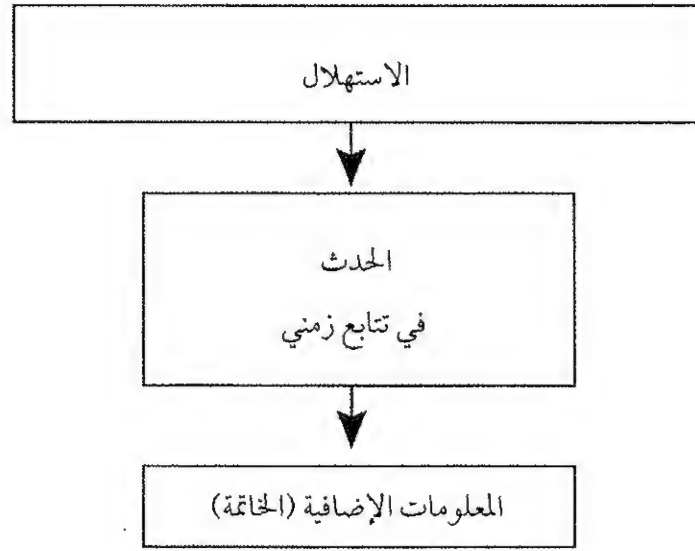 الاستهلال
الحدث
في تتابع زمني
المعلومات الإضافية (الخاتمة)